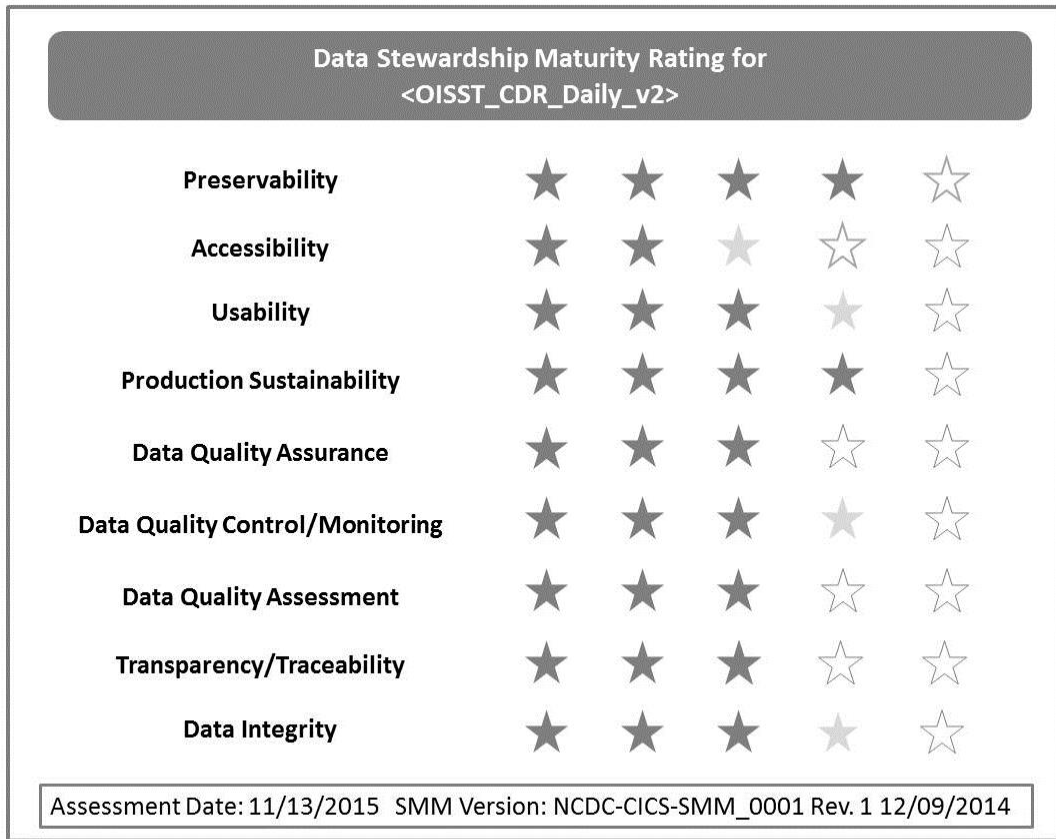 Data Stewardship Maturity Rating for
<OISST_CDR_Daily_v2>
Preservability
Accessibility
Usability
Production Sustainability
Data Quality Assurance
Data Quality Control/Monitoring
Data Quality Assessment
Transparency/Traceability
Data Integrity
Assessment Date: 11/13/2015 SMM Version: NCDC-CICS-SMM_0001 Rev. 1 12/09/2014